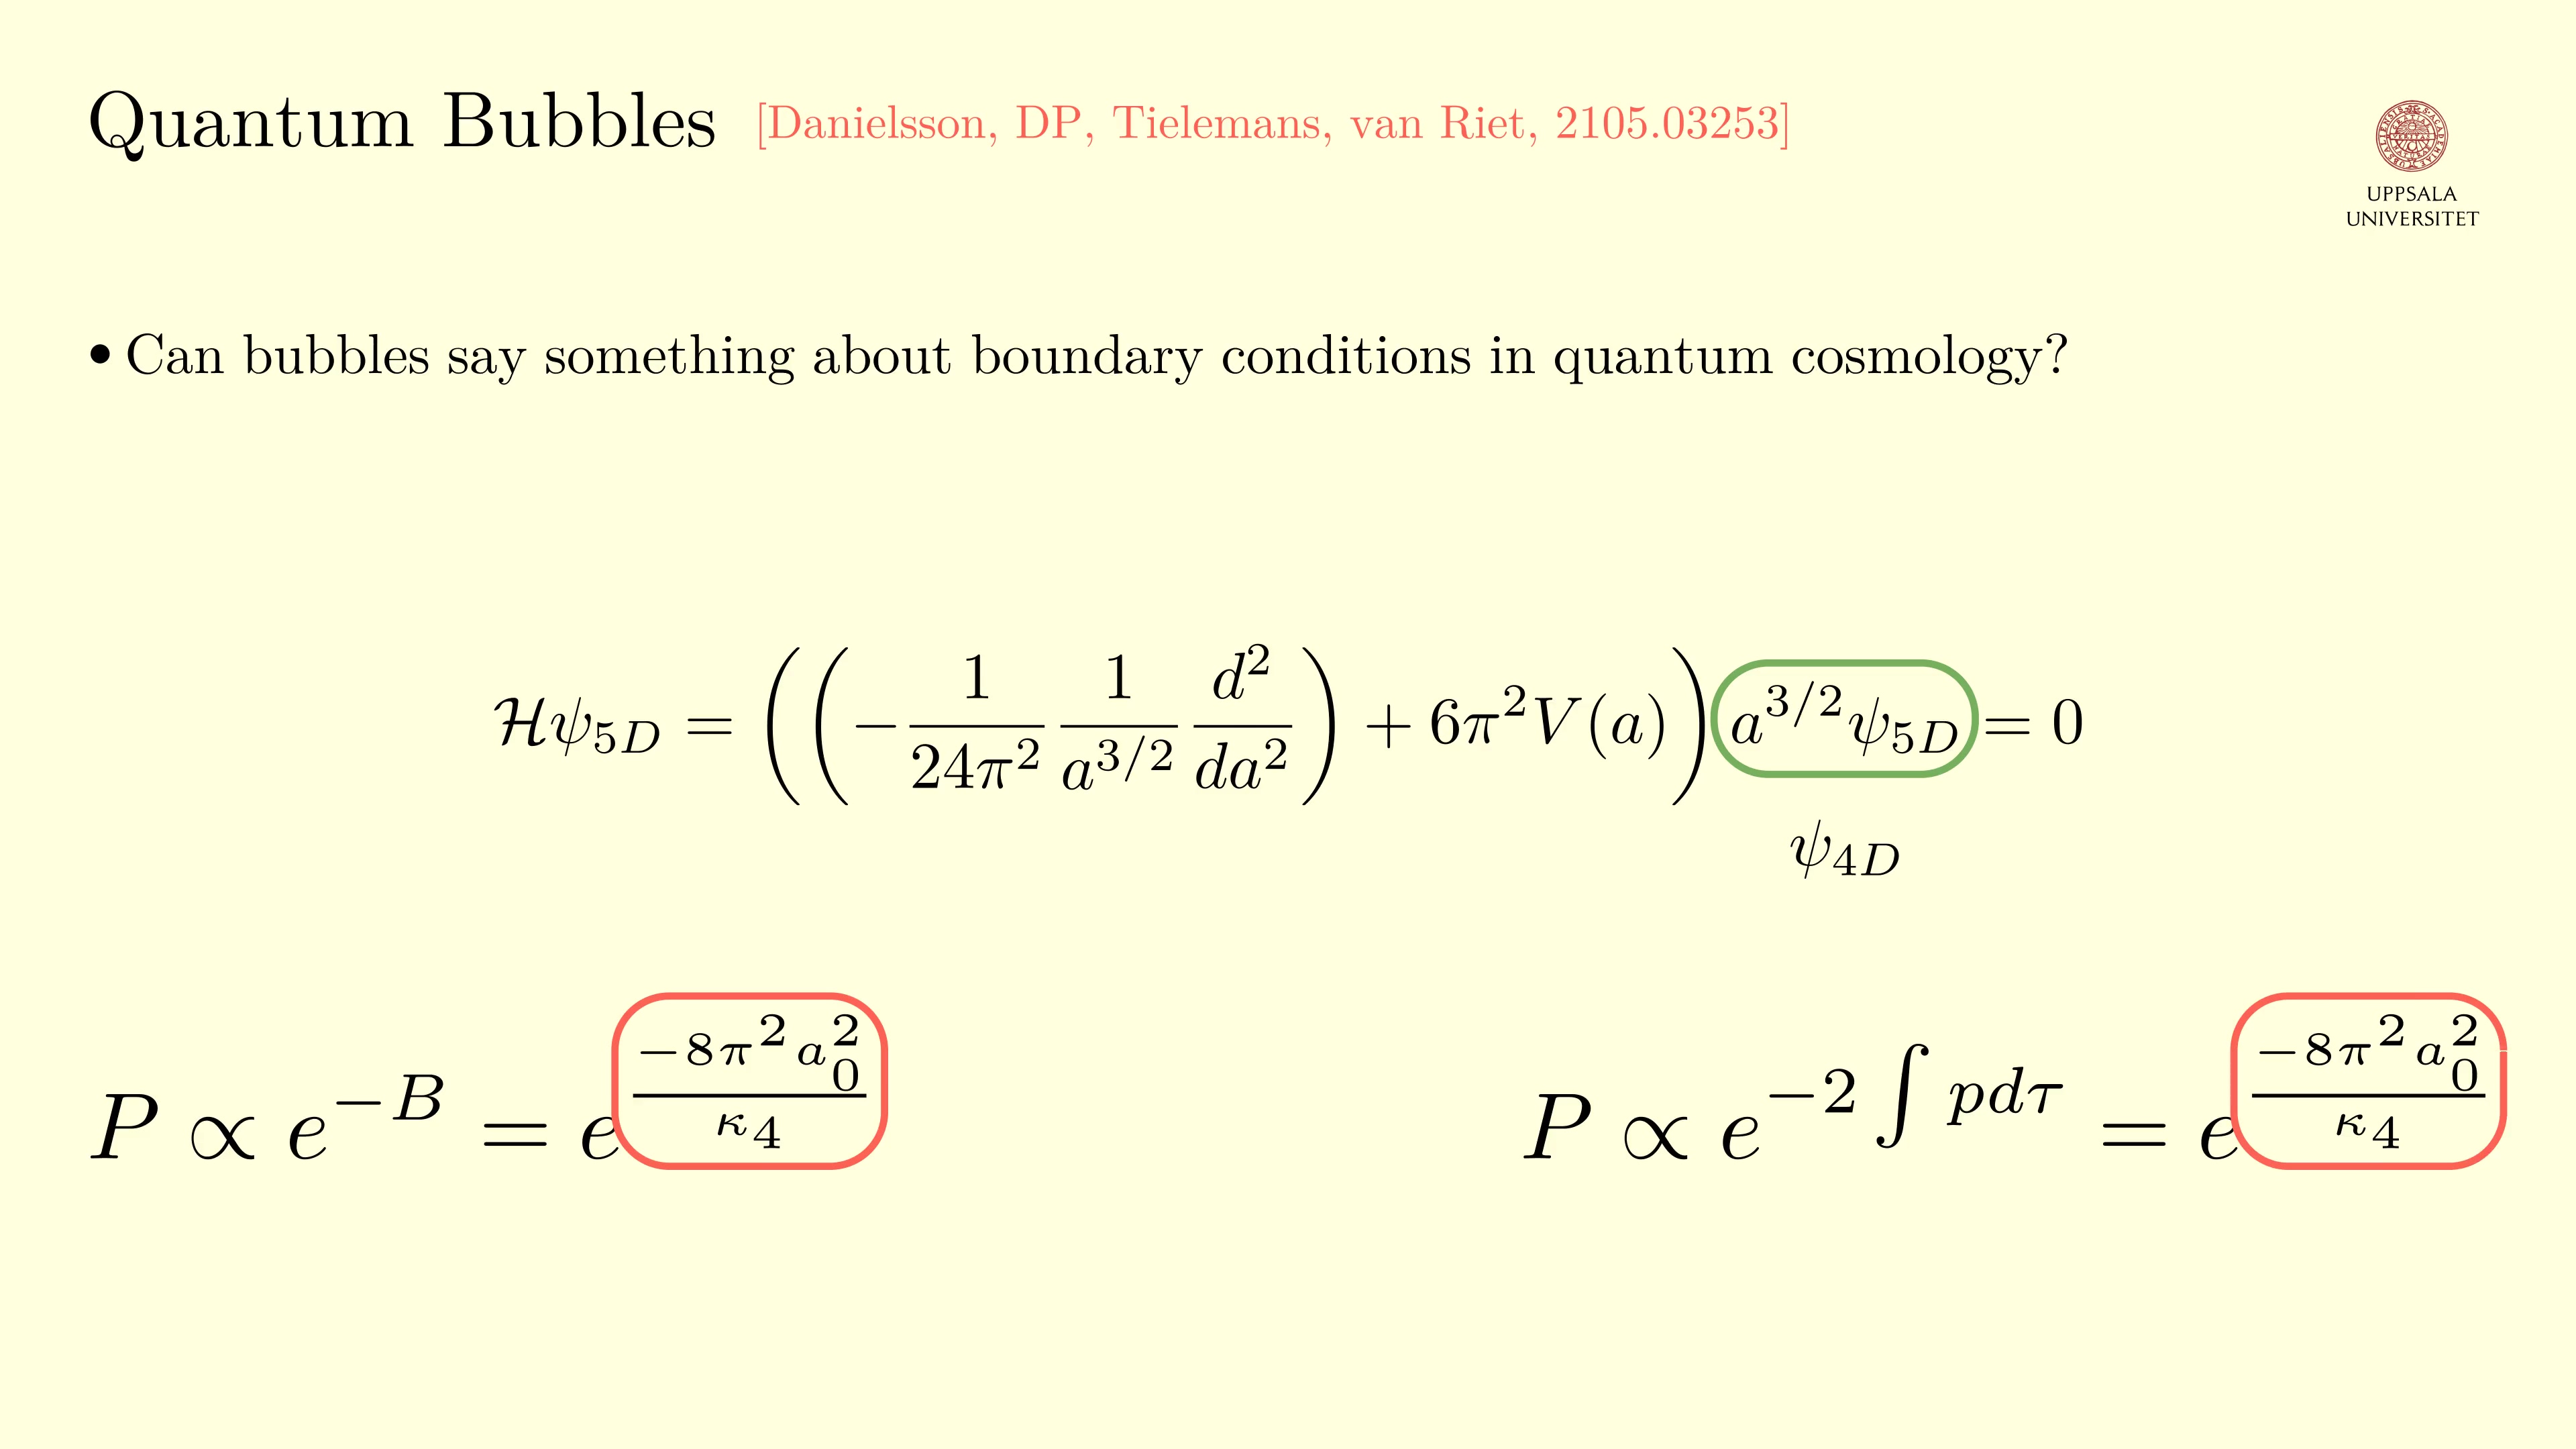 Quantum Bubbles [Danielsson, DP, Tielemans, van Riet, 2105.03253]
UPPSALA
UNIVERSITET
• Can bubbles say something about boundary conditions in quantum cosmology?
$\mathcal{H}\psi_{5D} = \left(\left(-\frac{1}{24\pi^2}\frac{1}{a^{3/2}}\frac{d^2}{da^2}\right) + 6\pi^2 V(a)\right) a^{3/2}\psi_{5D} = 0$
$\psi_{4D}$
$P \propto e^{-B} = e^{\frac{-8\pi^2 a_0^2}{\kappa_4}}$
$P \propto e^{-2\int p d\tau} = e^{\frac{-8\pi^2 a_0^2}{\kappa_4}}$